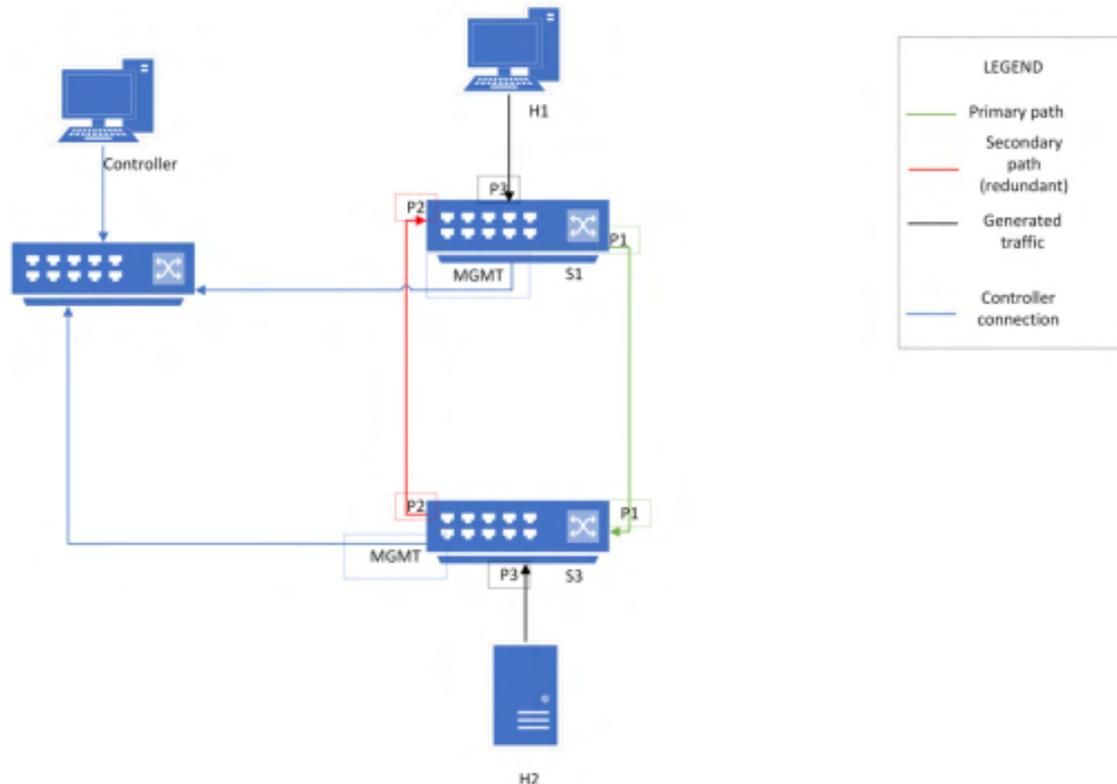 H1
Controller
P3
P2
P1
MGMT
S1
P2
P1
MGMT
P3
S3
H2
LEGEND
Primary path
Secondary
path
(redundant)
Generated
traffic
Controller
connection